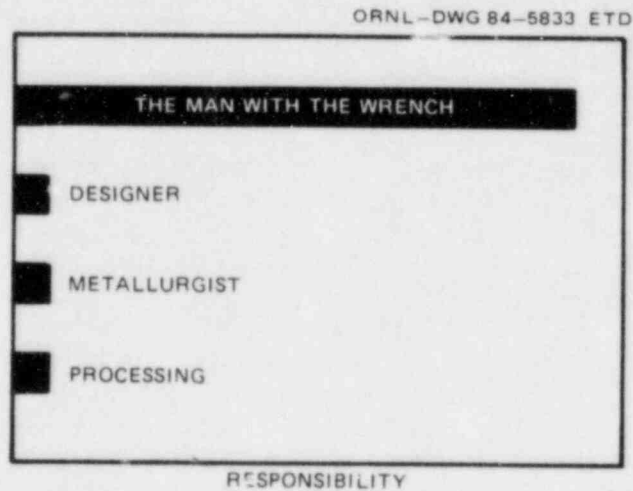 ORNL-DWG 84-5833 ETD
THE MAN WITH THE WRENCH
DESIGNER
METALLURGIST
PROCESSING
RESPONSIBILITY